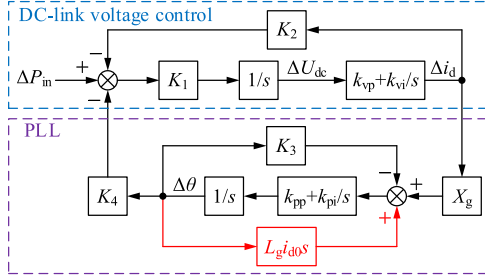 DC-link voltage control
K₂
−
ΔPin + K₁ 1/s ΔUdc kvp+kvi/s Δid
−
PLL
K₃
−
K₄ Δθ 1/s kpp+kpi/s + Xg
+
Lgid0s